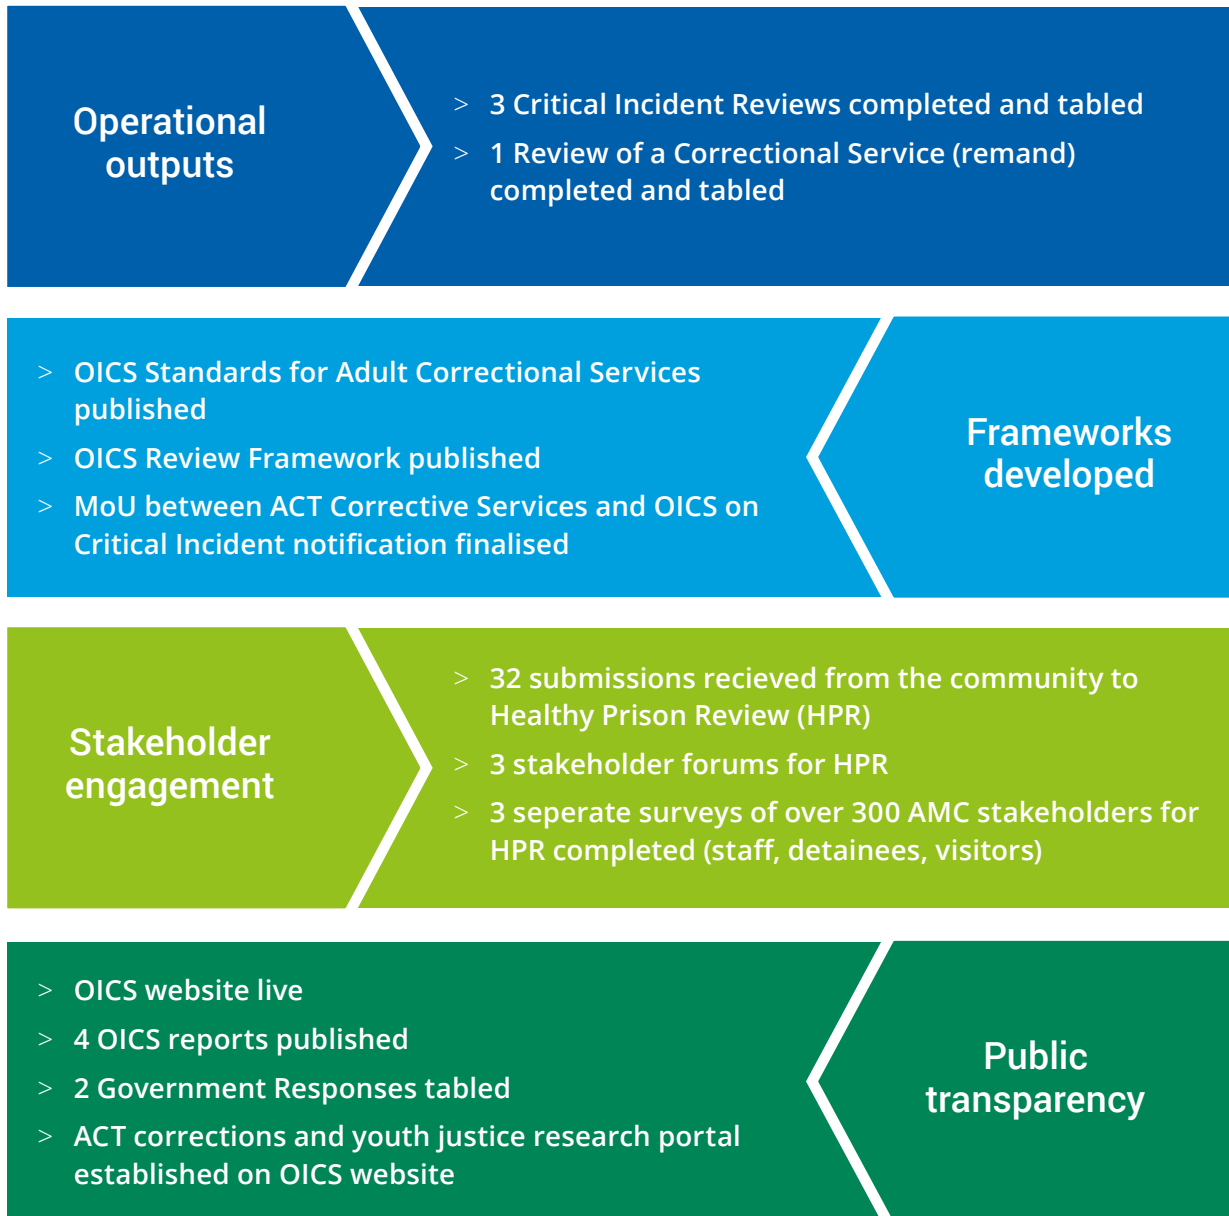 Operational
outputs
> 3 Critical Incident Reviews completed and tabled
> 1 Review of a Correctional Service (remand)
completed and tabled
> OICS Standards for Adult Correctional Services
published
> OICS Review Framework published
> MoU between ACT Corrective Services and OICS on
Critical Incident notification finalised
Frameworks
developed
Stakeholder
engagement
> 32 submissions recieved from the community to
Healthy Prison Review (HPR)
> 3 stakeholder forums for HPR
> 3 seperate surveys of over 300 AMC stakeholders for
HPR completed (staff, detainees, visitors)
> OICS website live
> 4 OICS reports published
> 2 Government Responses tabled
> ACT corrections and youth justice research portal
established on OICS website
Public
transparency